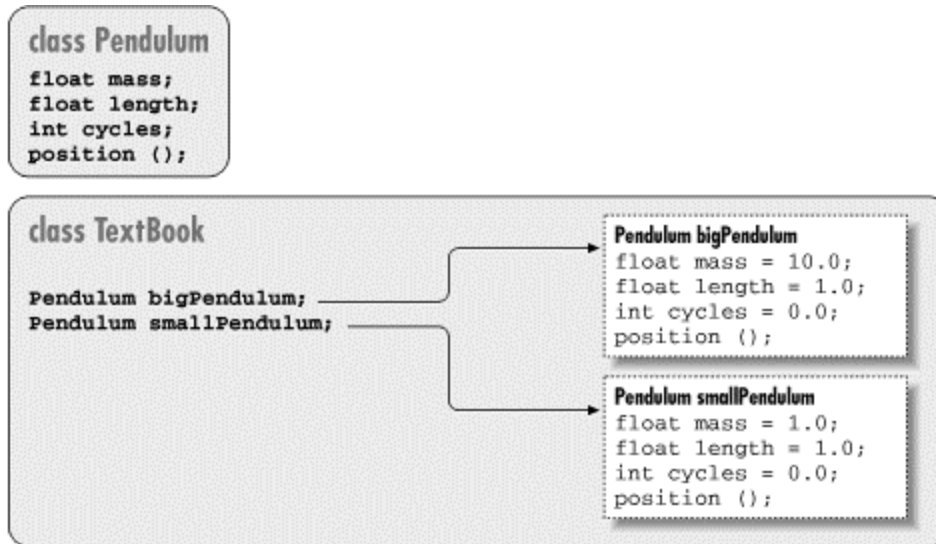 class Pendulum
float mass;
float length;
int cycles;
position ();
class TextBook
Pendulum bigPendulum;
Pendulum smallPendulum;
Pendulum bigPendulum
float mass = 10.0;
float length = 1.0;
int cycles = 0.0;
position ();
Pendulum smallPendulum
float mass = 1.0;
float length = 1.0;
int cycles = 0.0;
position ();